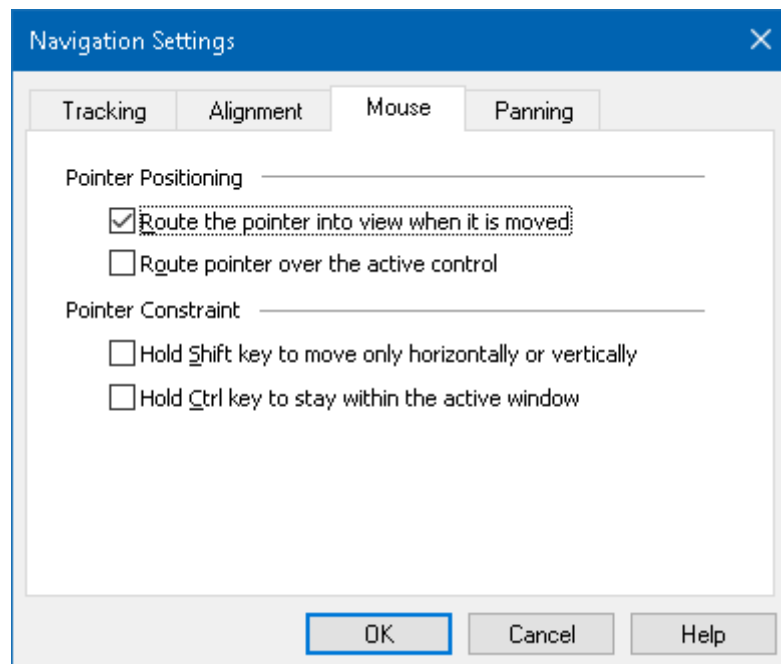 Navigation Settings
Tracking Alignment Mouse Panning
Pointer Positioning
Route the pointer into view when it is moved
Route pointer over the active control
Pointer Constraint
Hold Shift key to move only horizontally or vertically
Hold Ctrl key to stay within the active window
OK Cancel Help